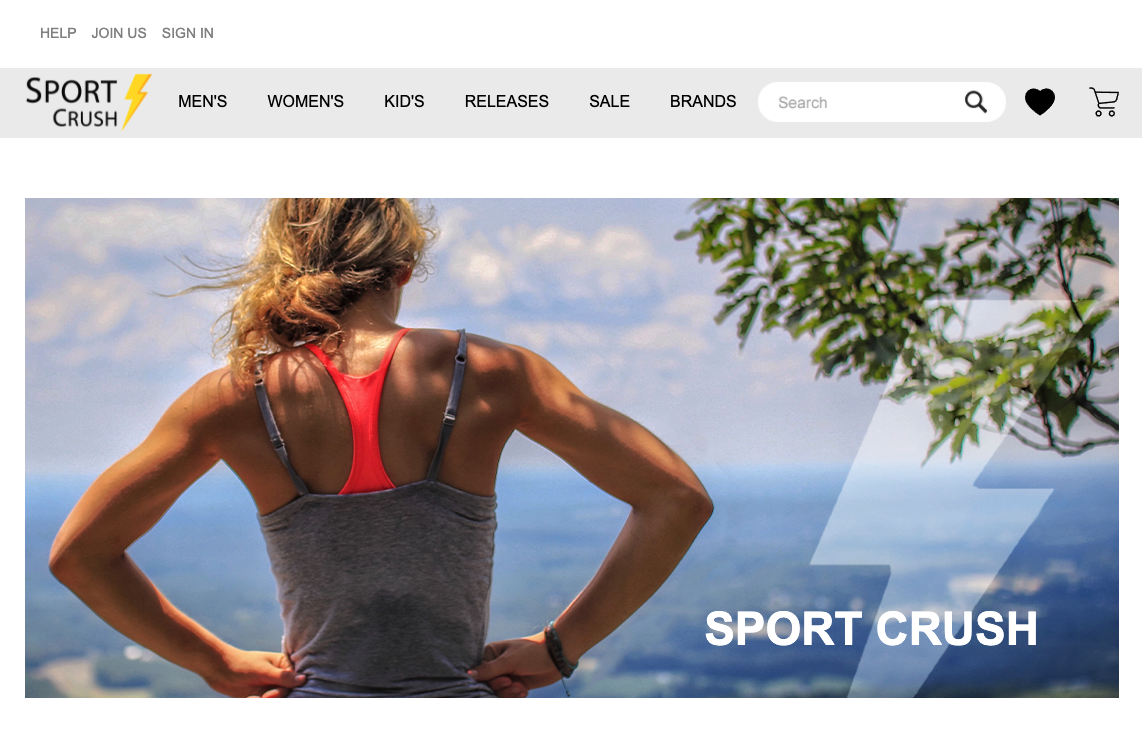 HELP JOIN US SIGN IN
SPORT
CRUSH
MEN'S WOMEN'S KID'S RELEASES SALE BRANDS Search
SPORT CRUSH